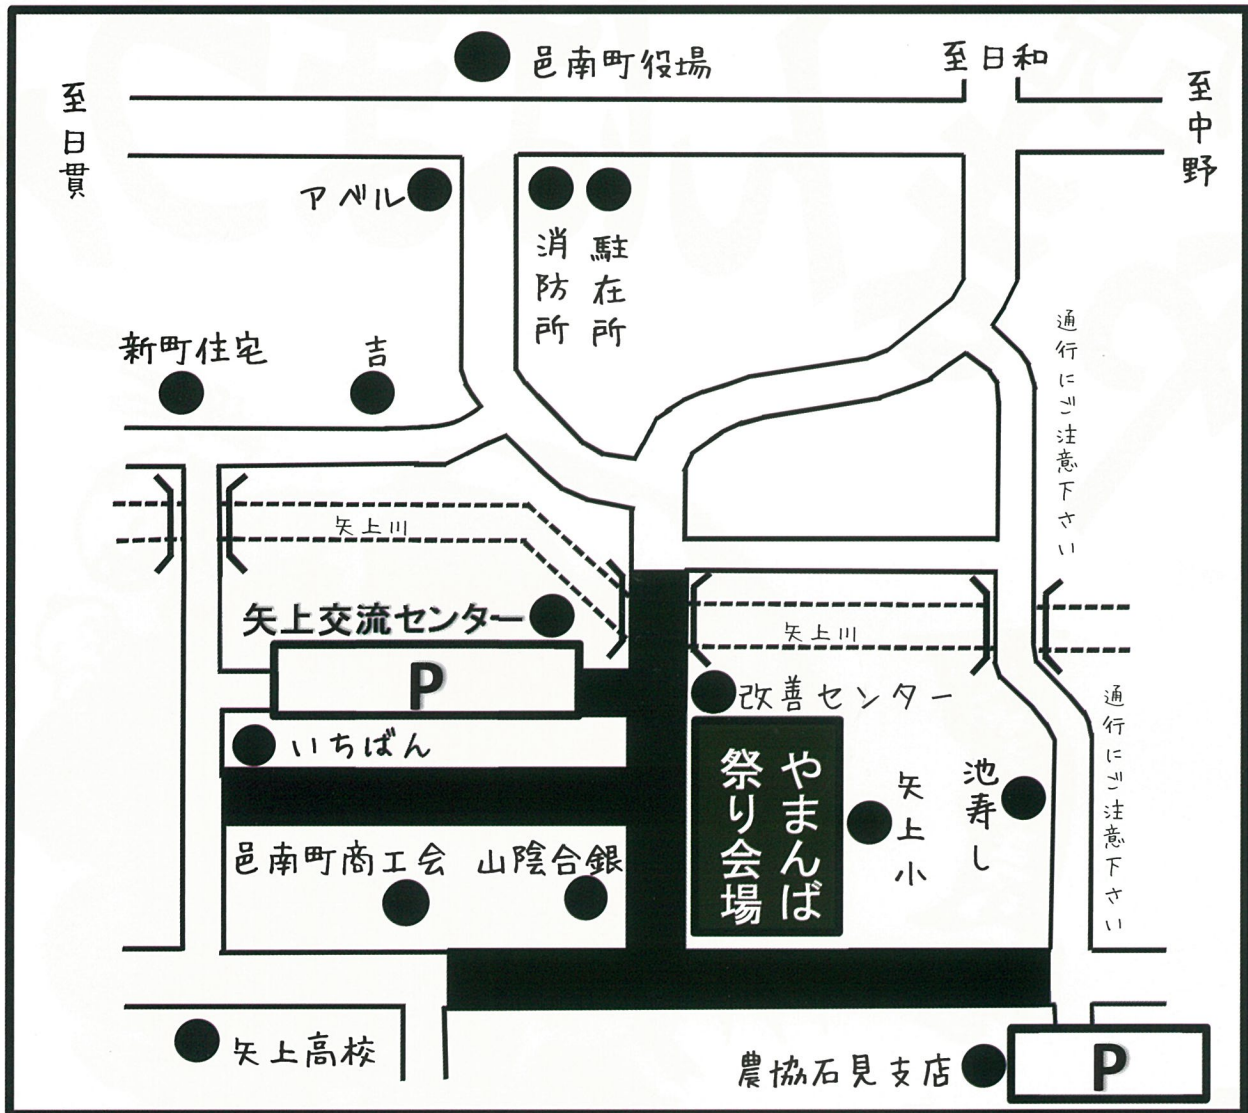 邑南町役場
至日和
至日貫
至中野
アベル
消防所
駐在所
新町住宅
吉
通行にご注意下さい
矢上川
矢上交流センター
P
矢上川
改善センター
いちばん
やまんば
祭り会場
矢上小
池寿し
通行にご注意下さい
邑南町商工会
山陰合銀
矢上高校
農協石見支店
P